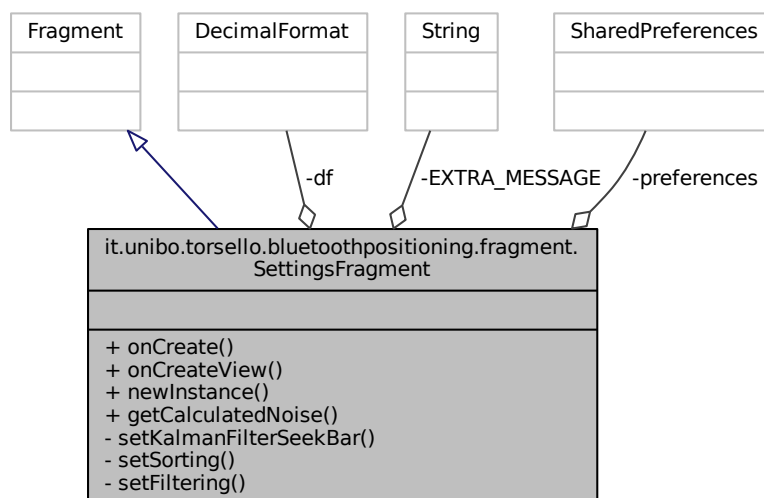 Fragment
DecimalFormat
String
SharedPreferences
-df
-EXTRA_MESSAGE
-preferences
it.unibo.torsello.bluetoothpositioning.fragment.
SettingsFragment
+ onCreate()
+ onCreateView()
+ newInstance()
+ getCalculatedNoise()
- setKalmanFilterSeekBar()
- setSorting()
- setFiltering()